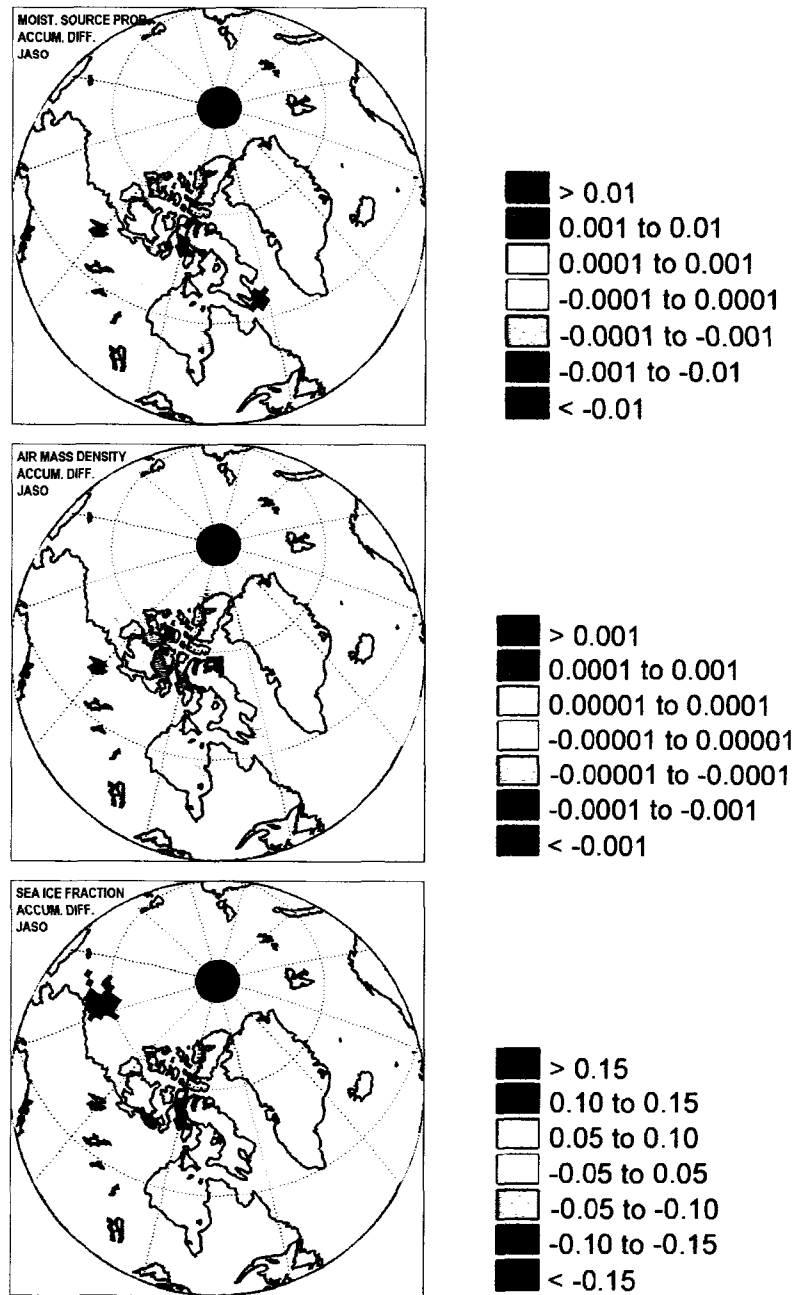 MOIST. SOURCE PROB.
ACCUM. DIFF.
JASO
> 0.01
0.001 to 0.01
0.0001 to 0.001
-0.0001 to 0.0001
-0.0001 to -0.001
-0.001 to -0.01
< -0.01
AIR MASS DENSITY
ACCUM. DIFF.
JASO
> 0.001
0.0001 to 0.001
0.00001 to 0.0001
-0.00001 to 0.00001
-0.00001 to -0.0001
-0.0001 to -0.001
< -0.001
SEA ICE FRACTION
ACCUM. DIFF.
JASO
> 0.15
0.10 to 0.15
0.05 to 0.10
-0.05 to 0.05
-0.05 to -0.10
-0.10 to -0.15
< -0.15